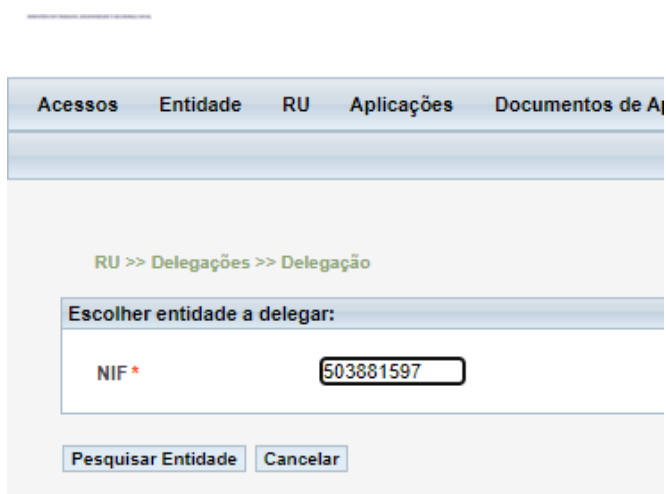 Acessos Entidade RU Aplicações Documentos de Ap
RU >> Delegações >> Delegação
Escolher entidade a delegar:
NIF * 503881597
Pesquisar Entidade Cancelar